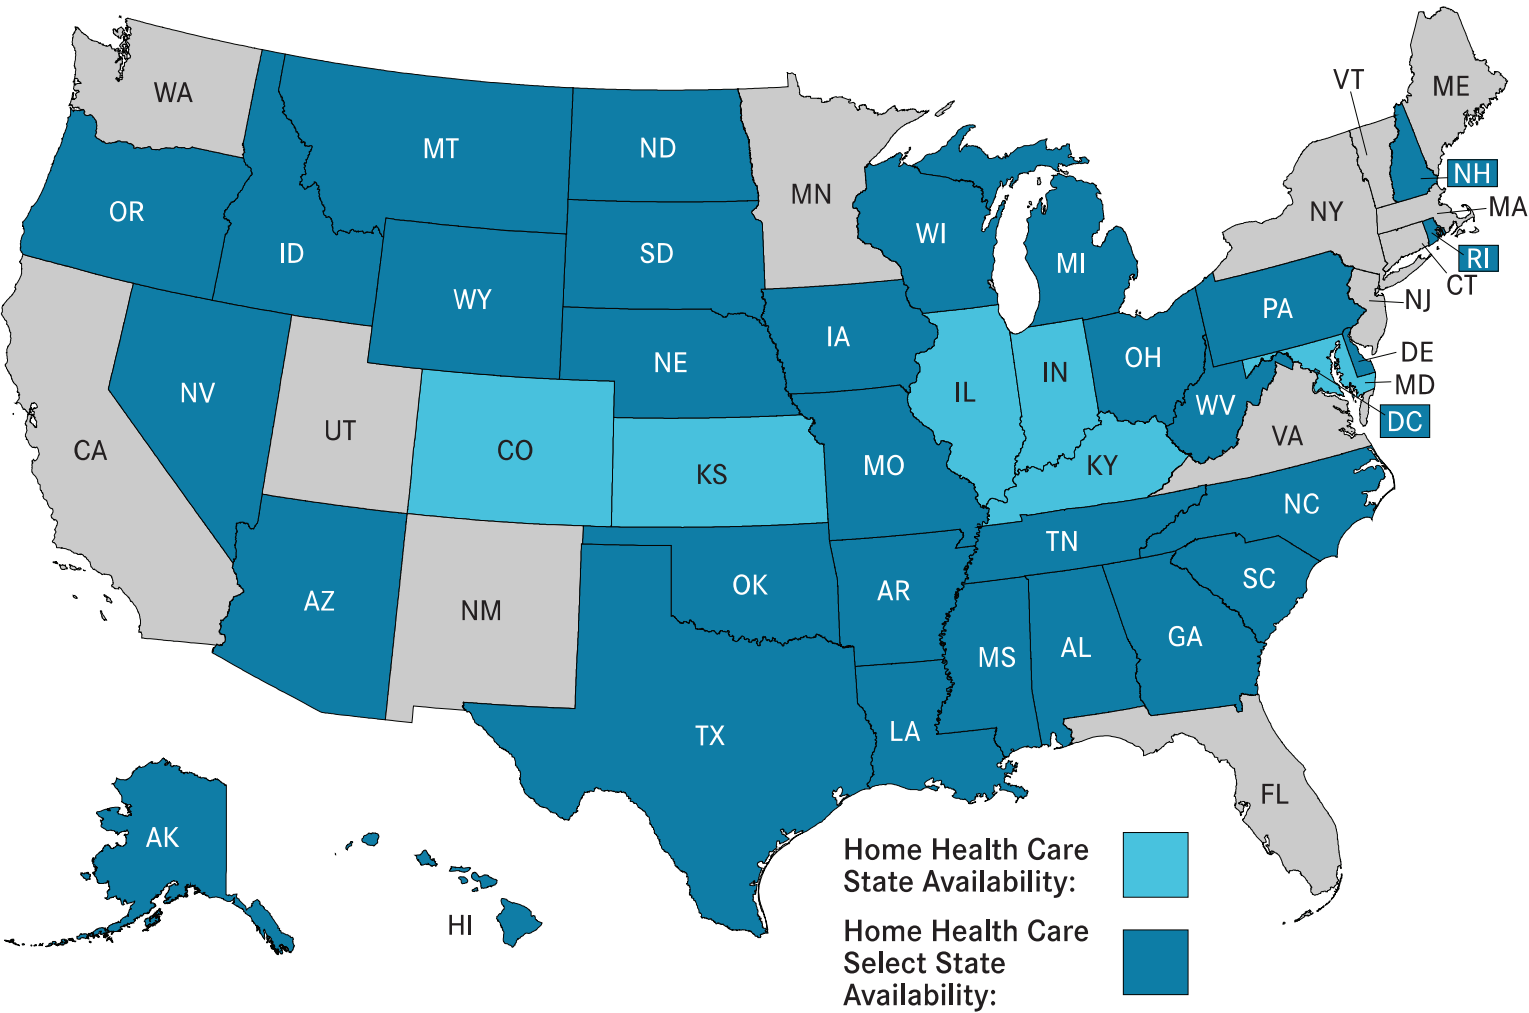 WA
MT
ND
MN
VT
ME
OR
ID
WY
SD
WI
MI
NY
NH
MA
RI
CT
NJ
PA
NV
UT
NE
IA
IL
IN
OH
DE
MD
DC
WV
VA
CA
CO
KS
MO
KY
NC
TN
SC
AZ
NM
OK
AR
MS
AL
GA
TX
LA
FL
AK
HI
Home Health Care
State Availability:
Home Health Care
Select State
Availability: